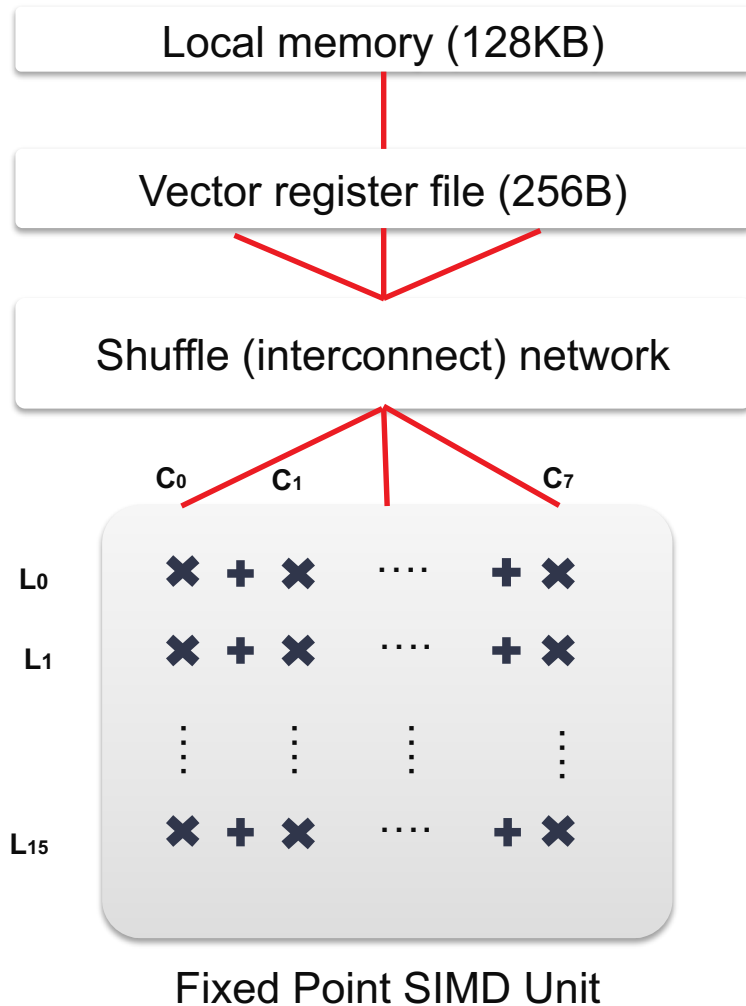 Local memory (128KB)
Vector register file (256B)
Shuffle (interconnect) network
C0 C1 C7
L0
L1
L15
Fixed Point SIMD Unit